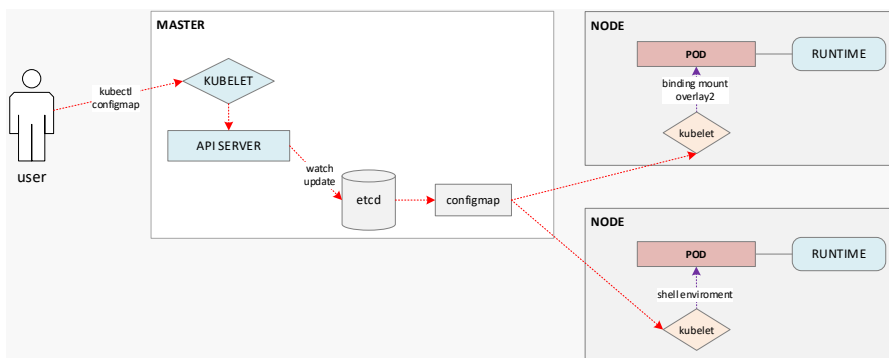 MASTER
KUBELET
kubectl
configmap
API SERVER
user
watch
update
etcd
configmap
NODE
POD
RUNTIME
binding mount
overlay2
kubelet
NODE
POD
RUNTIME
shell enviroment
kubelet